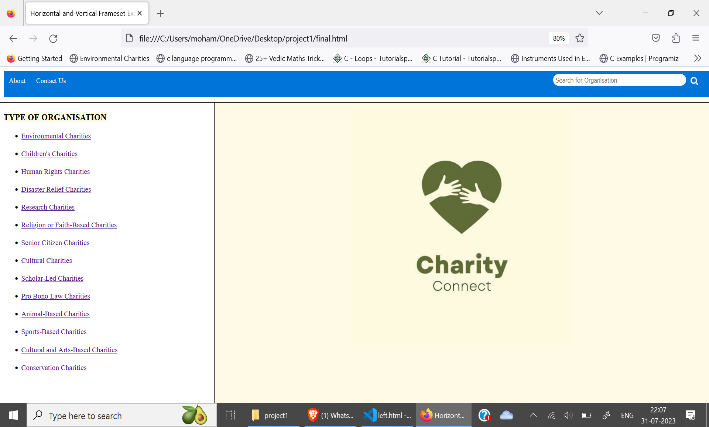 Horizontal and Vertical Frameset Ex
file:///C:/Users/moham/OneDrive/Desktop/project1/final.html
80%
Getting Started
Environmental Charities
c language programm...
25+ Vedic Maths Trick...
C - Loops - Tutorialsp...
C Tutorial - Tutorialsp...
Instruments Used in E...
C Examples | Programiz
About
Contact Us
Search for Organisation
TYPE OF ORGANISATION
Environmental Charities
Children's Charities
Human Rights Charities
Disaster Relief Charities
Research Charities
Religion or Faith-Based Charities
Senior Citizen Charities
Cultural Charities
Scholar-Led Charities
Pro Bono Law Charities
Animal-Based Charities
Sports-Based Charities
Cultural and Arts-Based Charities
Conservation Charities
Charity
Connect
Type here to search
project1
(1) Whats...
left.html -...
Horizont...
ENG
22:07
31-07-2023